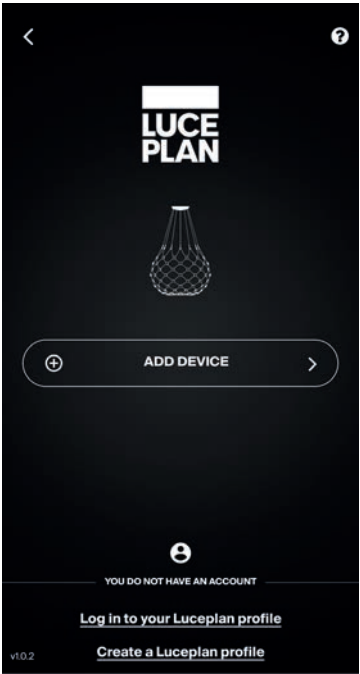 LUCE
PLAN
ADD DEVICE
YOU DO NOT HAVE AN ACCOUNT
Log in to your Luceplan profile
Create a Luceplan profile
v1.0.2